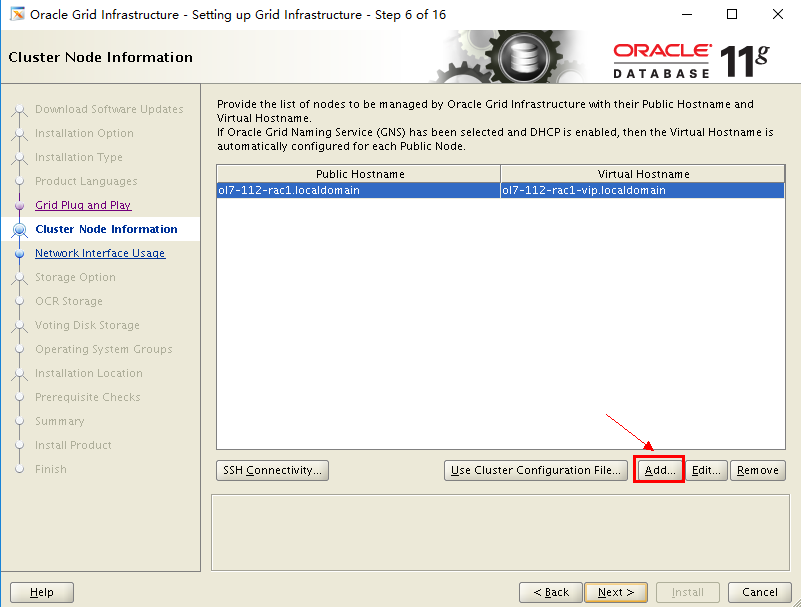 Oracle Grid Infrastructure - Setting up Grid Infrastructure - Step 6 of 16
Cluster Node Information
ORACLE
DATABASE
11g
Download Software Updates
Installation Option
Installation Type
Product Languages
Grid Plug and Play
Cluster Node Information
Network Interface Usage
Storage Option
OCR Storage
Voting Disk Storage
Operating System Groups
Installation Location
Prerequisite Checks
Summary
Install Product
Finish
Provide the list of nodes to be managed by Oracle Grid Infrastructure with their Public Hostname and
Virtual Hostname.
If Oracle Grid Naming Service (GNS) has been selected and DHCP is enabled, then the Virtual Hostname is
automatically configured for each Public Node.
Public Hostname Virtual Hostname
ol7-112-rac1.localdomain ol7-112-rac1-vip.localdomain
SSH Connectivity... Use Cluster Configuration File... Add... Edit... Remove
Help < Back Next > Install Cancel